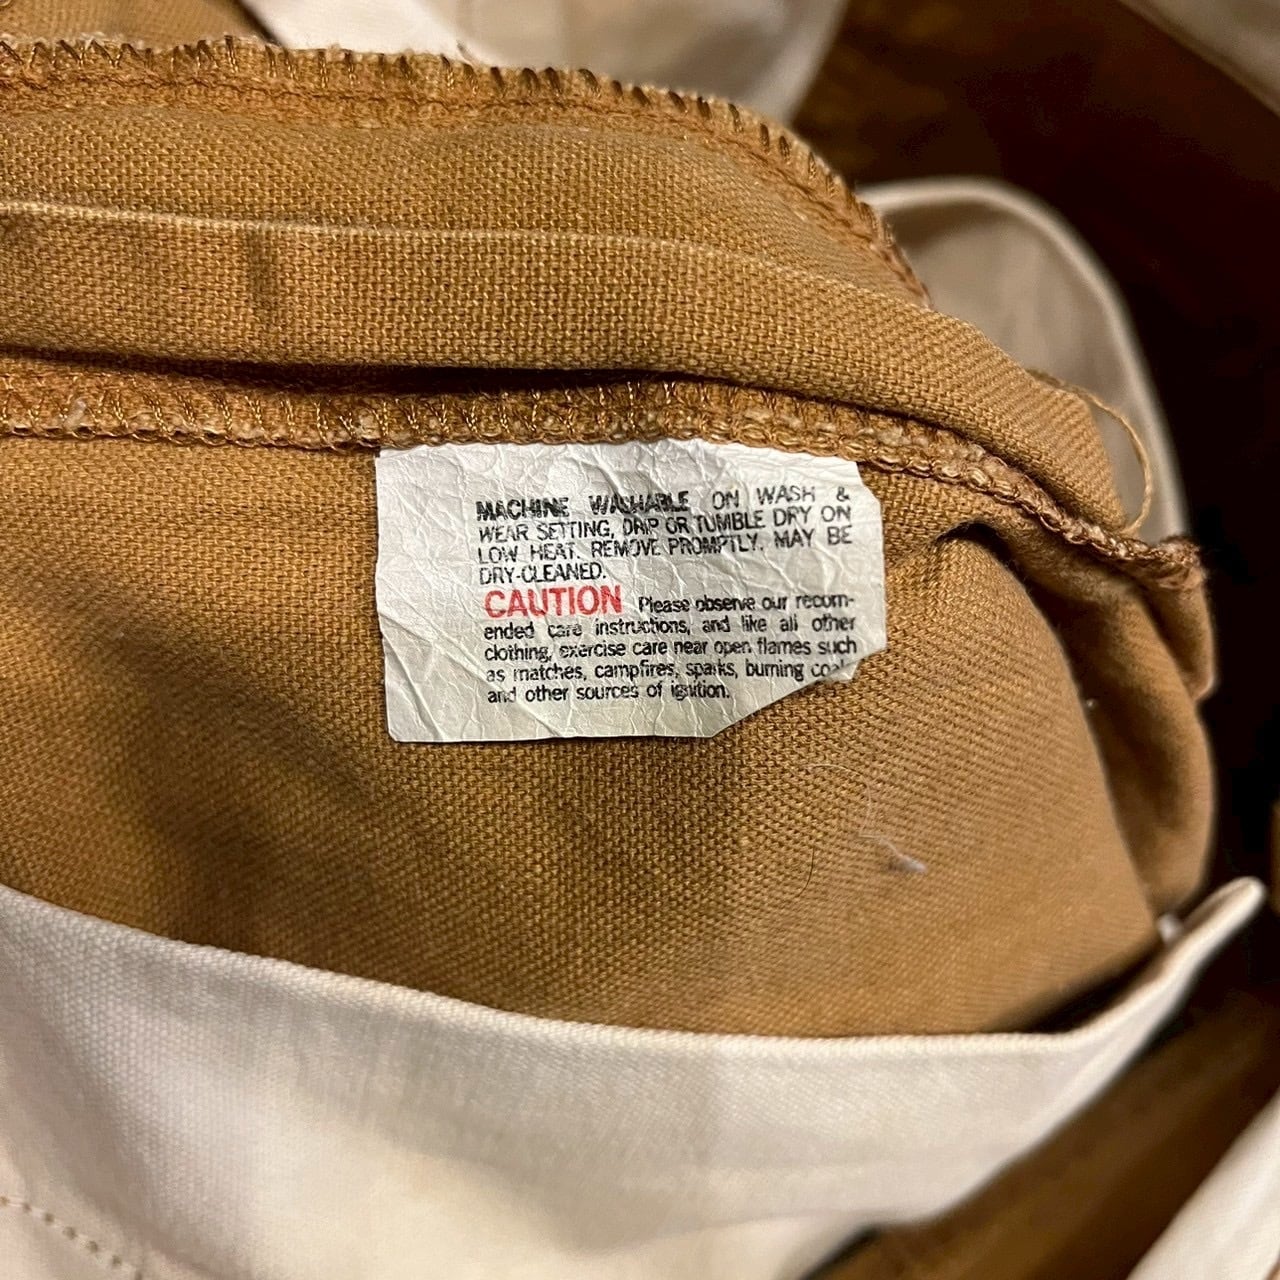 MACHINE WASHABLE ON WASH &
WEAR SETTING, DRIP OR TUMBLE DRY ON
LOW HEAT. REMOVE PROMPTLY. MAY BE
DRY-CLEANED.
CAUTION Please observe our recom-
ended care instructions, and like all other
clothing, exercise care near open flames such
as matches, campfires, sparks, burning coal
and other sources of ignition.